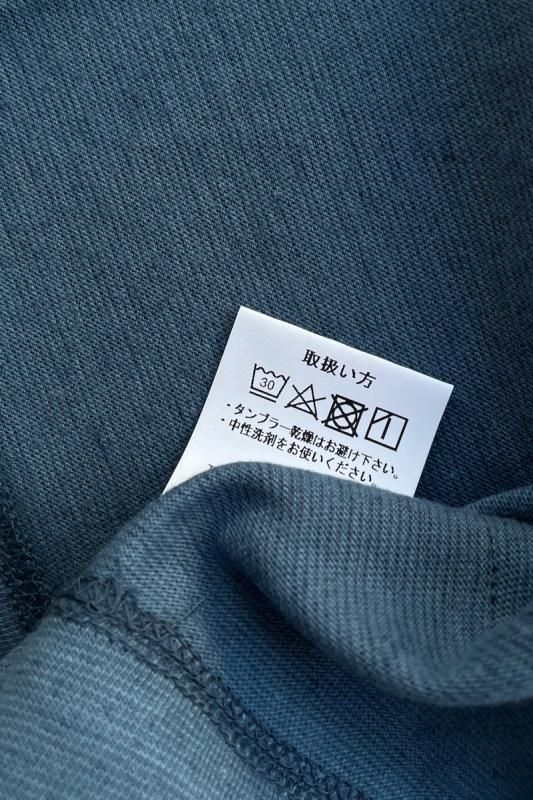 取扱い方
30
・タンブラー乾燥はお避け下さい。
・中性洗剤をお使いください。